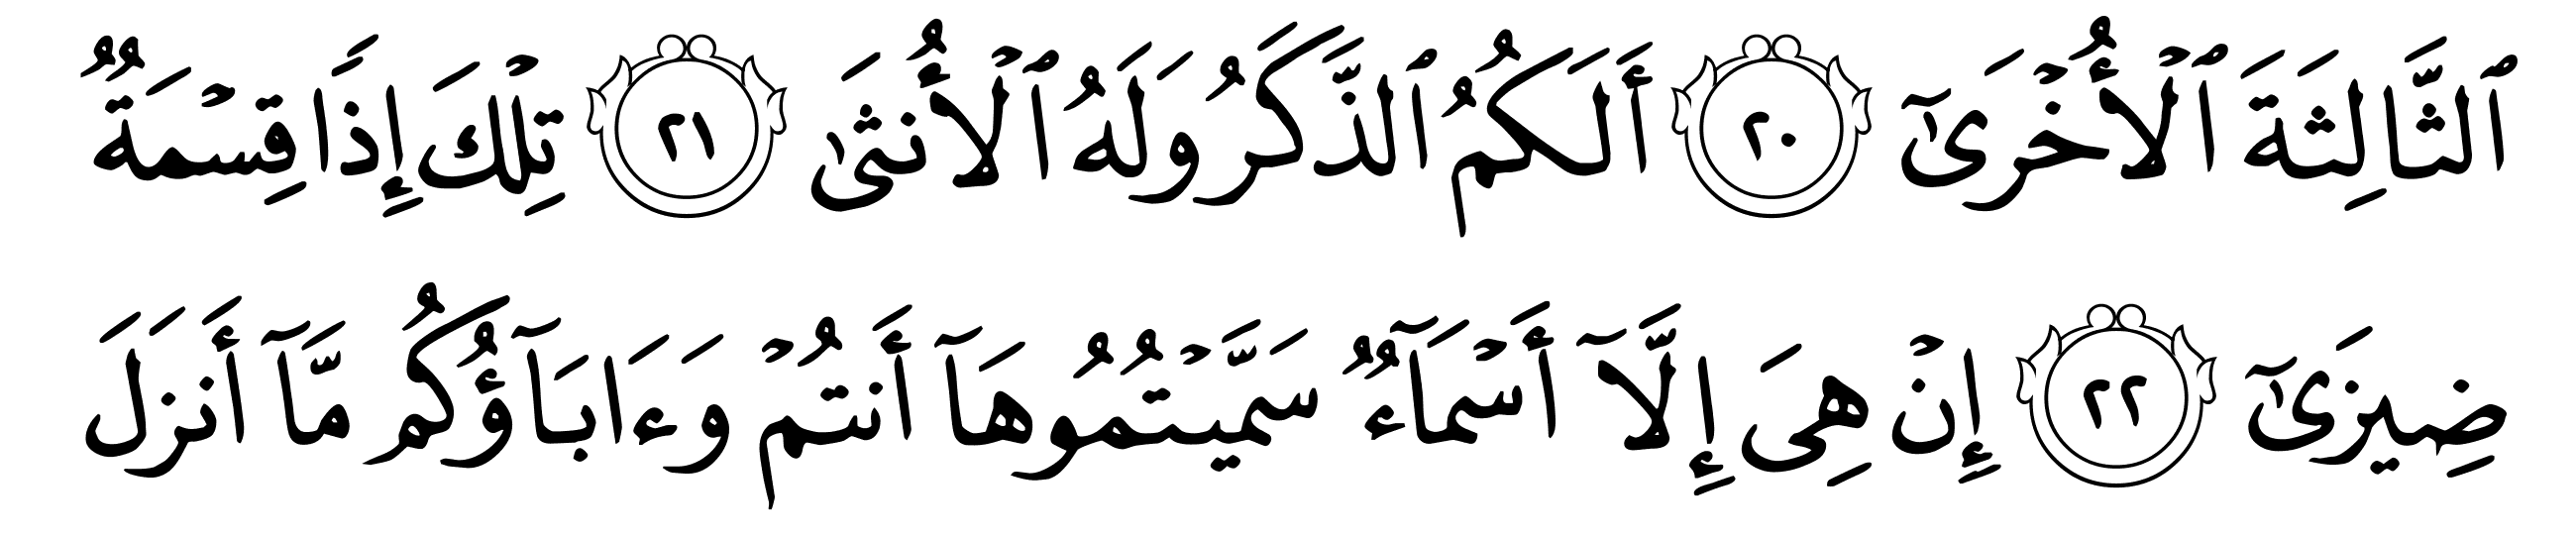 ٱلثَّالِثَةَ ٱلۡأُخۡرَىٰٓ ٢٠ أَلَكُمُ ٱلذَّكَرُ وَلَهُ ٱلۡأُنثَىٰ ٢١ تِلۡكَ إِذًا قِسۡمَةٌ
ضِيزَىٰٓ ٢٢ إِنۡ هِىَ إِلَّآ أَسۡمَآءٌ سَمَّيۡتُمُوهَآ أَنتُمۡ وَءَابَآؤُكُم مَّآ أَنزَلَ